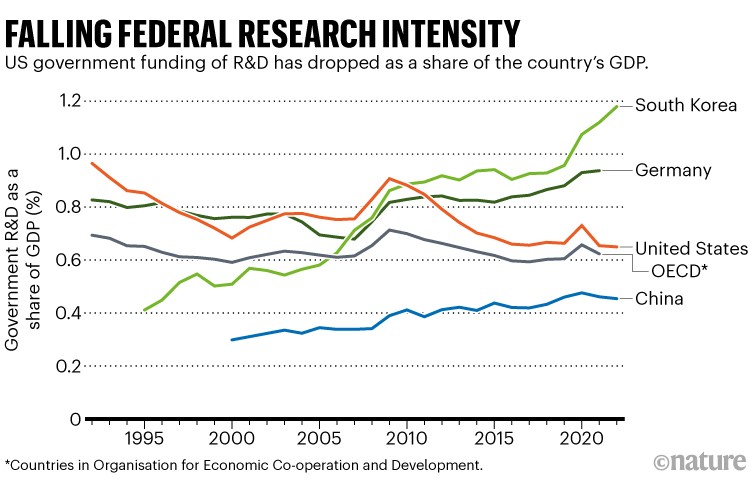 FALLING FEDERAL RESEARCH INTENSITY
US government funding of R&D has dropped as a share of the country’s GDP.
Government R&D as a
share of GDP (%)
1.2
1.0
0.8
0.6
0.4
0.2
0
South Korea
Germany
United States
OECD*
China
1995
2000
2005
2010
2015
2020
*Countries in Organisation for Economic Co-operation and Development.
©nature